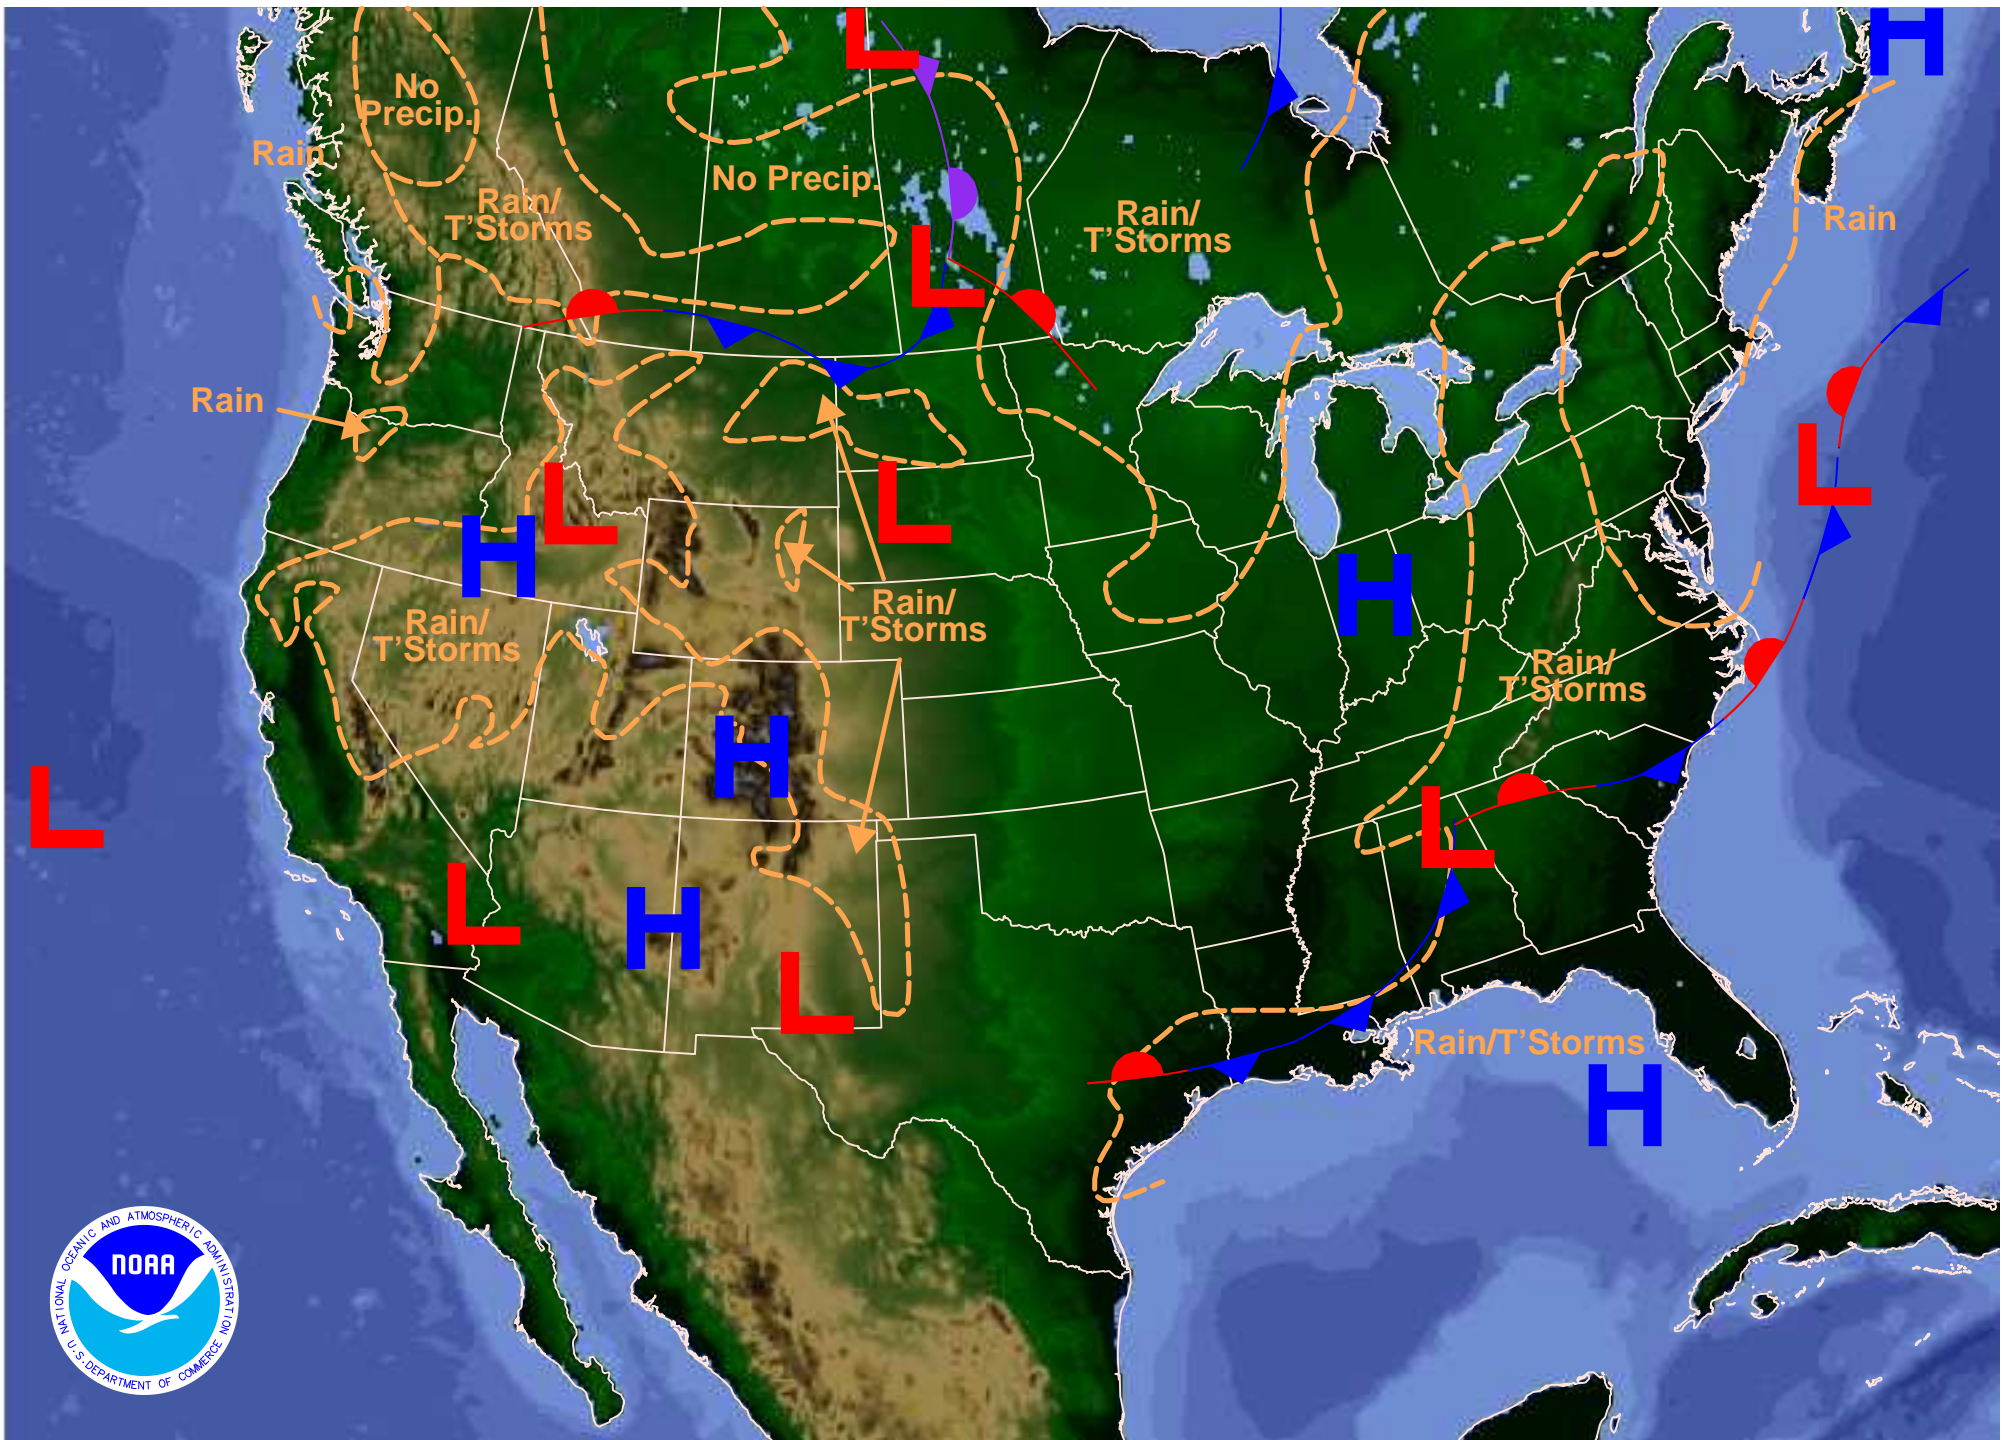 L
H
No
Precip.
Rain
No Precip.
Rain/
T'Storms
Rain/
T'Storms
Rain
L
Rain
L
L
L
H
H
Rain/
T'Storms
Rain/
T'Storms
Rain/
T'Storms
H
L
L
L
H
L
Rain/T'Storms
H
NATIONAL OCEANIC AND ATMOSPHERIC ADMINISTRATION
NOAA
U.S. DEPARTMENT OF COMMERCE